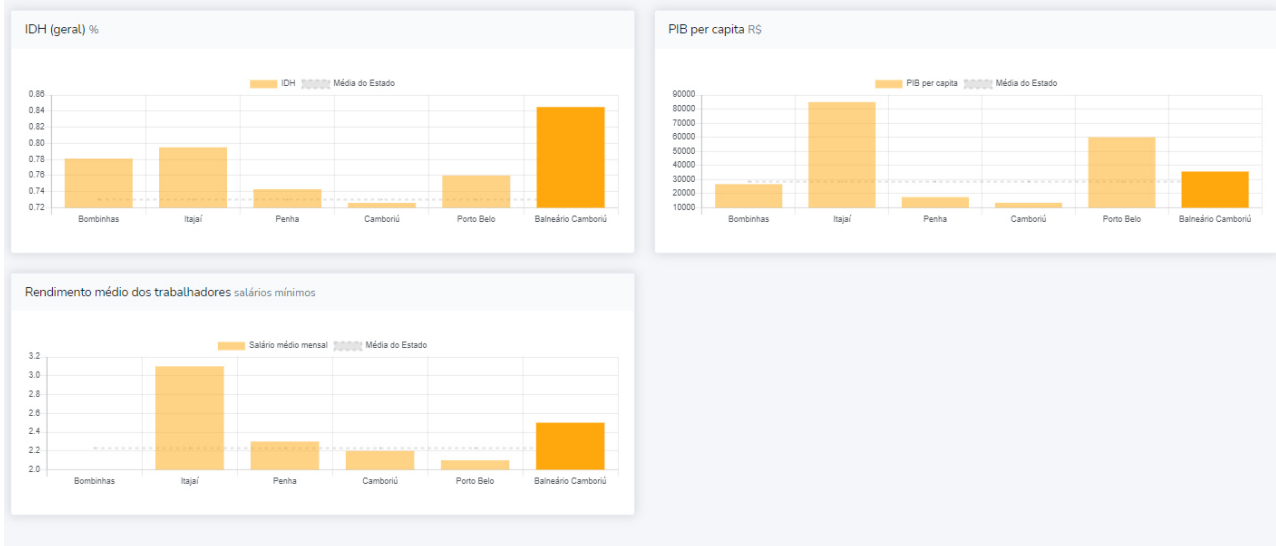 IDH (geral) %
IDH Média do Estado
0.86
0.84
0.82
0.80
0.78
0.76
0.74
0.72
Bombinhas Itajaí Penha Camboriú Porto Belo Balneário Camboriú
PIB per capita R$
PIB per capita Média do Estado
90000
80000
70000
60000
50000
40000
30000
20000
10000
Bombinhas Itajaí Penha Camboriú Porto Belo Balneário Camboriú
Rendimento médio dos trabalhadores salários mínimos
Salário médio mensal Média do Estado
3.2
3.0
2.8
2.6
2.4
2.2
2.0
Bombinhas Itajaí Penha Camboriú Porto Belo Balneário Camboriú